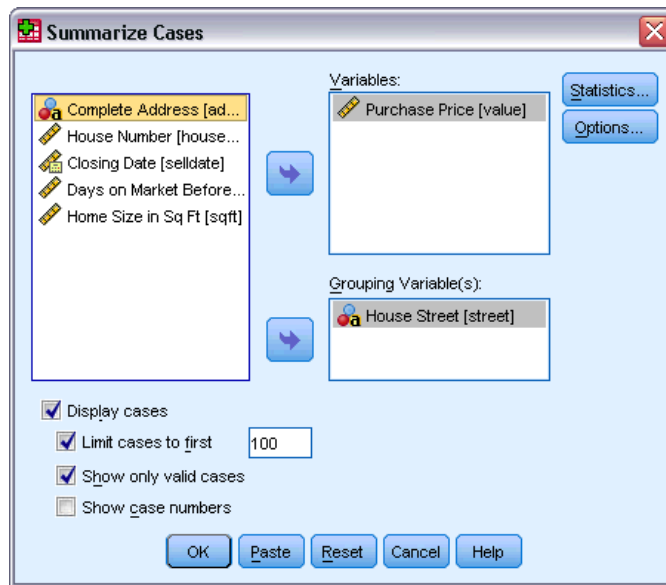 Summarize Cases
Complete Address [ad...
House Number [house...
Closing Date [selldate]
Days on Market Before...
Home Size in Sq Ft [sqft]
Variables:
Purchase Price [value]
Grouping Variable(s):
House Street [street]
Statistics...
Options...
Display cases
Limit cases to first 100
Show only valid cases
Show case numbers
OK Paste Reset Cancel Help